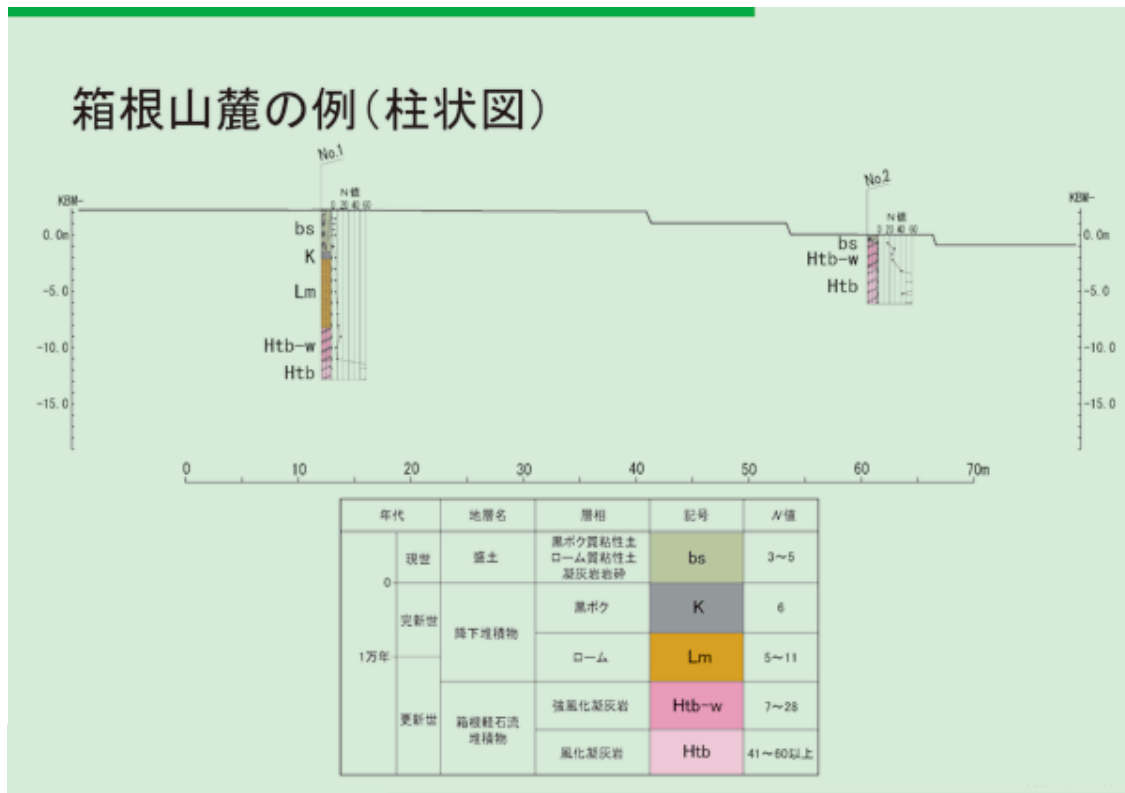 箱根山麓の例(柱状図)
No.1
N値
0 20 40 60
No.2
N値
0 20 40 60
KBM-
0.0m
-5.0
-10.0
-15.0
bs
K
Lm
Htb-w
Htb
bs
Htb-w
Htb
KBM-
0.0m
-5.0
-10.0
-15.0
0 10 20 30 40 50 60 70m
年代 地層名 層相 記号 N値
現世 盛土 黒ボク質粘性土
ローム質粘性土
凝灰岩岩砕 bs 3~5
0
完新世 降下堆積物 黒ボク K 6
1万年
ローム Lm 5~11
更新世 箱根軽石流
堆積物 強風化凝灰岩 Htb-w 7~28
風化凝灰岩 Htb 41~60以上